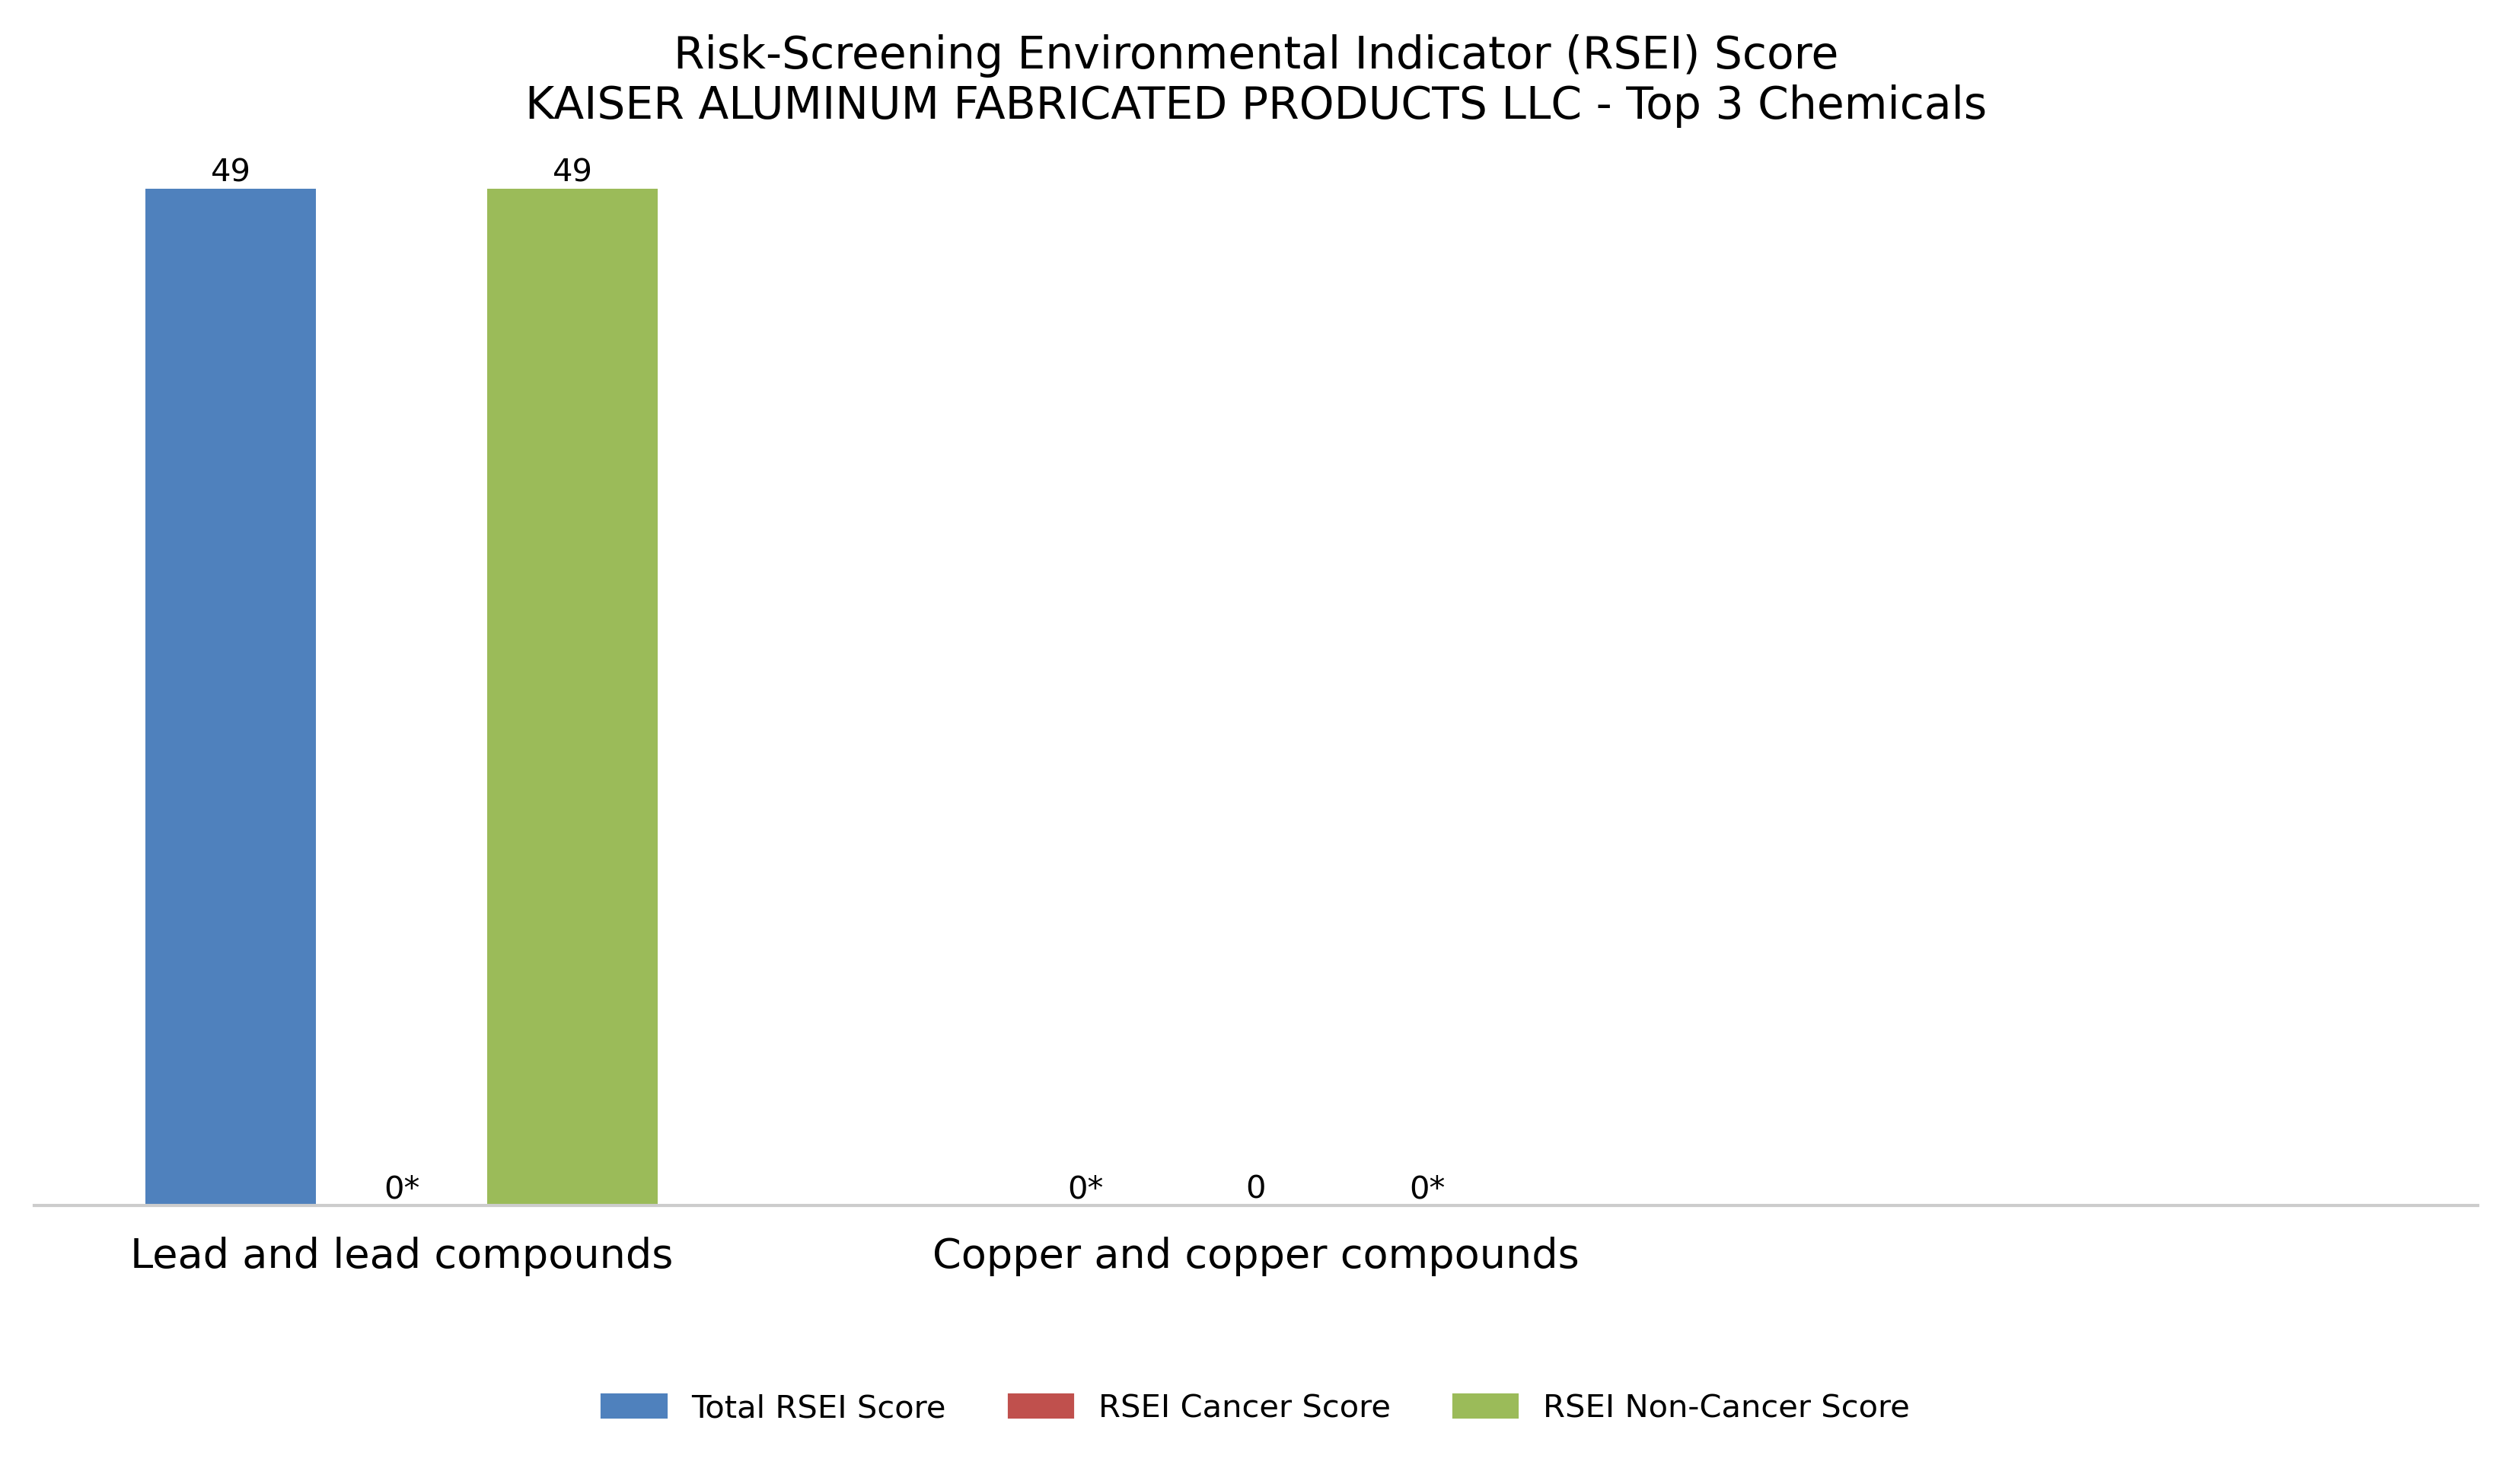 Risk-Screening Environmental Indicator (RSEI) Score
KAISER ALUMINUM FABRICATED PRODUCTS LLC - Top 3 Chemicals
49
49
0*
0*
0
0*
Lead and lead compounds
Copper and copper compounds
Total RSEI Score
RSEI Cancer Score
RSEI Non-Cancer Score